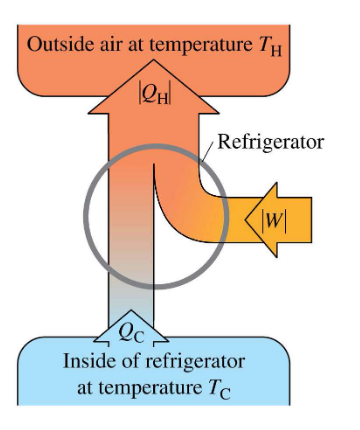 Outside air at temperature T_H
|Q_H|
Refrigerator
|W|
Q_C
Inside of refrigerator
at temperature T_C